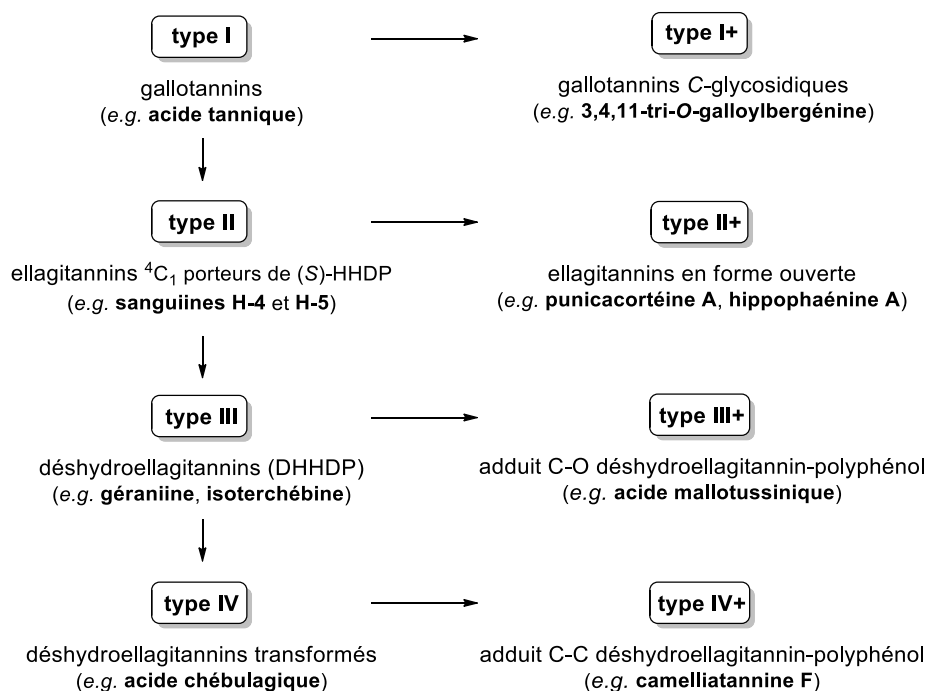 type I
type I+
gallotannins
(e.g. acide tannique)
gallotannins C-glycosidiques
(e.g. 3,4,11-tri-O-galloylbergénine)
type II
type II+
ellagitannins ⁴C₁ porteurs de (S)-HHDP
(e.g. sanguiines H-4 et H-5)
ellagitannins en forme ouverte
(e.g. punicacortéine A, hippophaénine A)
type III
type III+
déshydroellagitannins (DHHDP)
(e.g. géraniine, isoterchébine)
adduit C-O déshydroellagitannin-polyphénol
(e.g. acide mallotussinique)
type IV
type IV+
déshydroellagitannins transformés
(e.g. acide chébulagique)
adduit C-C déshydroellagitannin-polyphénol
(e.g. camelliatannine F)